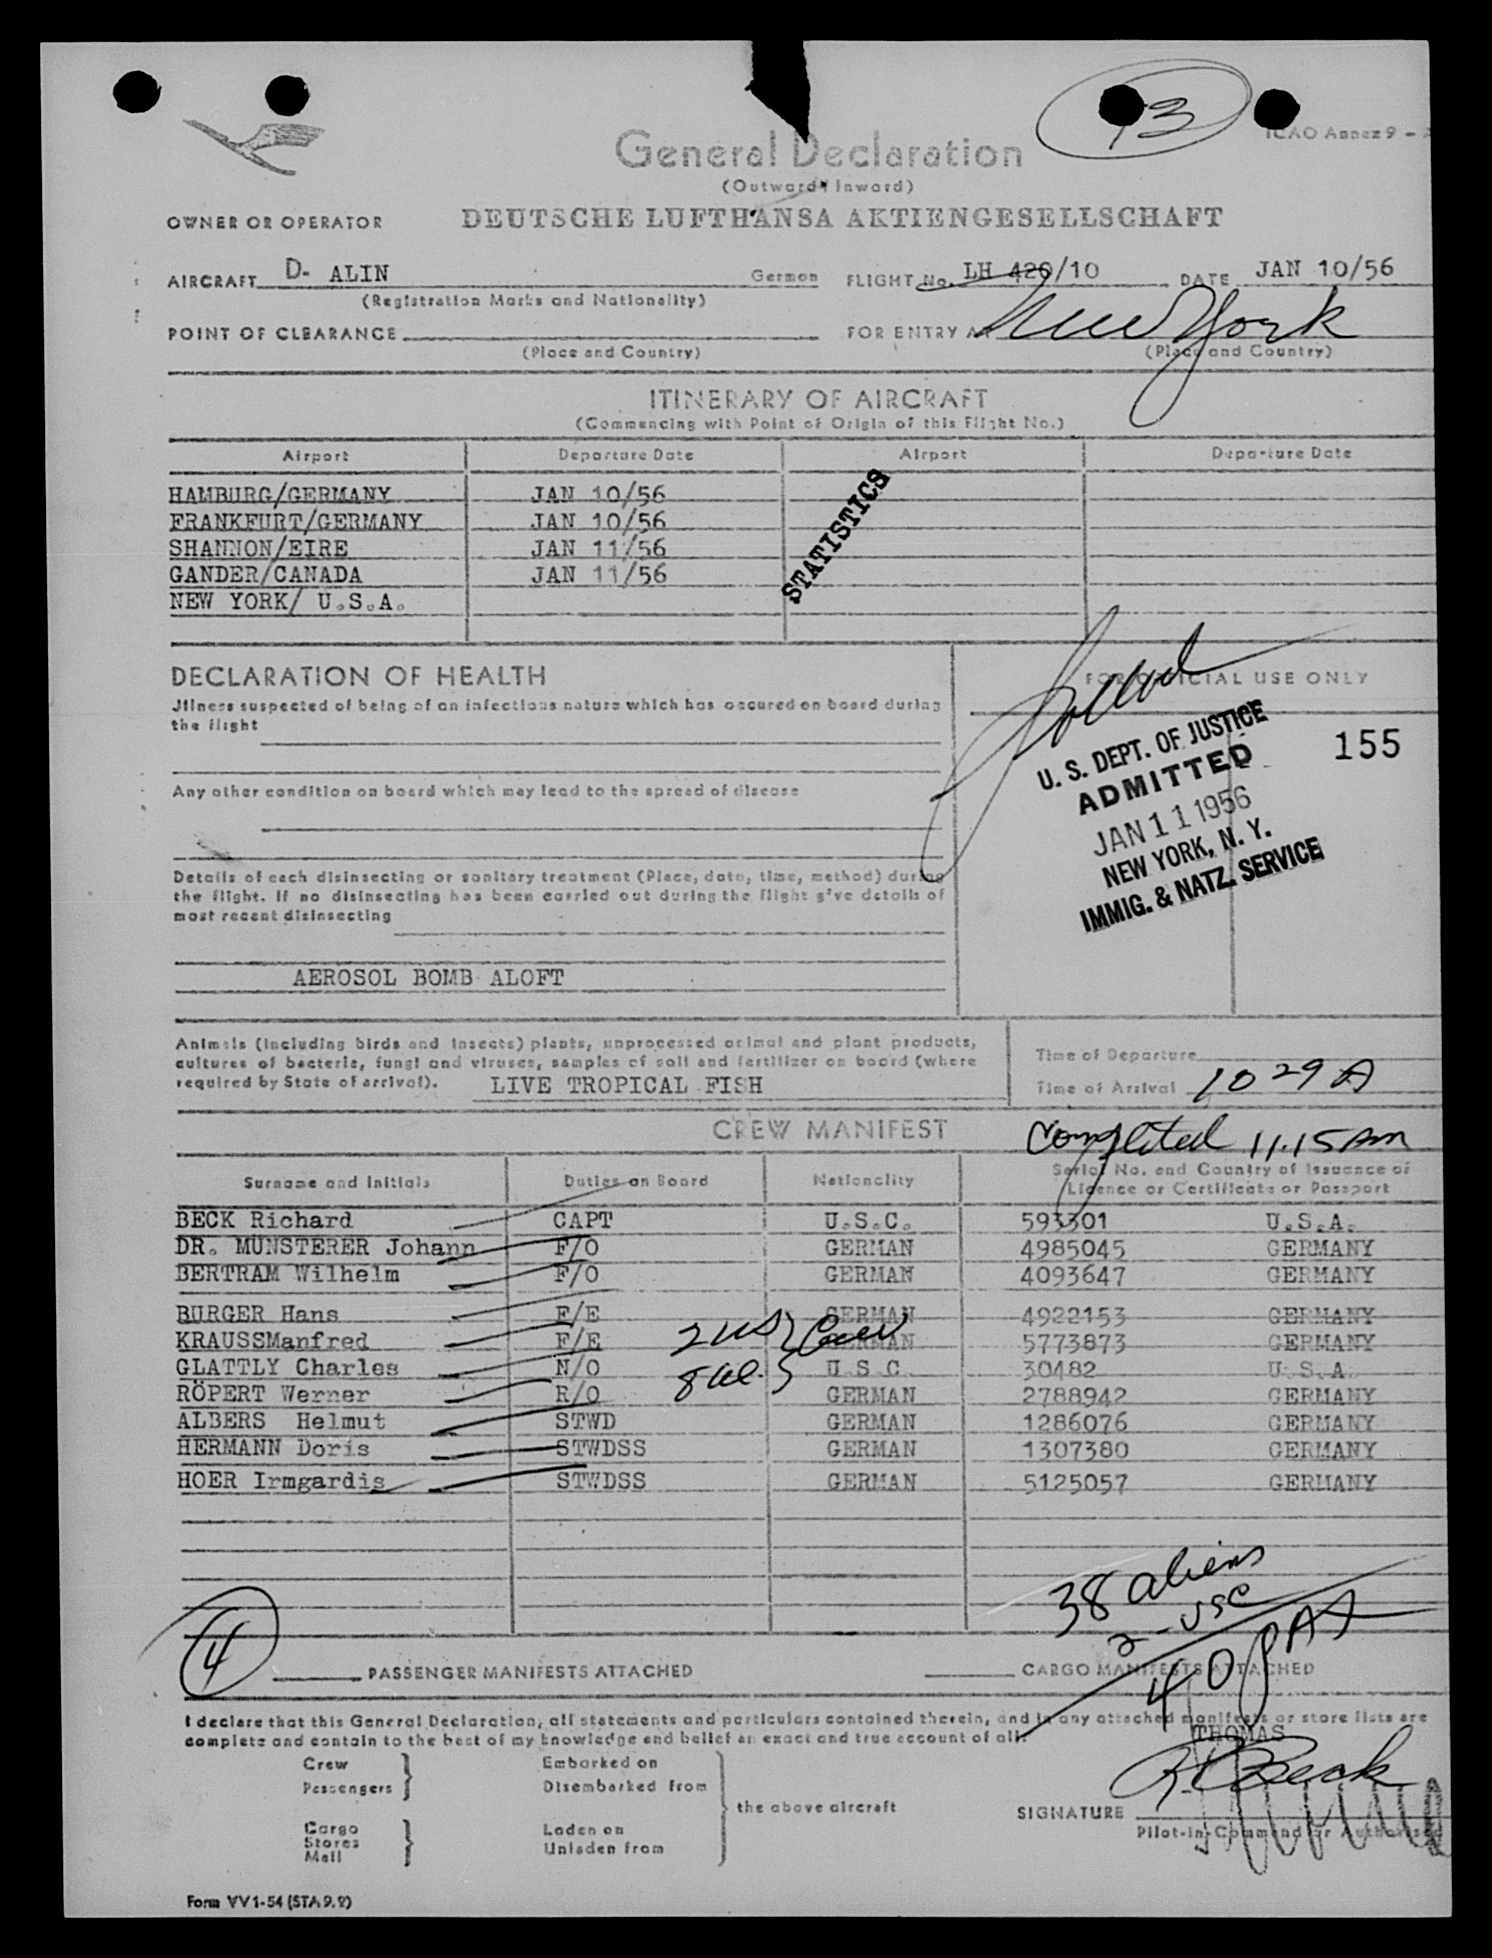 13
ICAO Annex 9 -
General Declaration
(Outward Inward)
OWNER OR OPERATOR DEUTSCHE LUFTHANSA AKTIENGESELLSCHAFT
AIRCRAFT D- ALIN German FLIGHT No. LH 420/10 DATE JAN 10/56
(Registration Marks and Nationality)
POINT OF CLEARANCE FOR ENTRY AT New York
(Place and Country) (Place and Country)
ITINERARY OF AIRCRAFT
(Commencing with Point of Origin of this Flight No.)
Airport Departure Date Airport Departure Date
HAMBURG/GERMANY JAN 10/56
FRANKFURT/GERMANY JAN 10/56
SHANNON/EIRE JAN 11/56
GANDER/CANADA JAN 11/56
NEW YORK/ U.S.A.
STATISTICS
DECLARATION OF HEALTH
FOR OFFICIAL USE ONLY
Jllness suspected of being of an infectious nature which has occured on board during
the flight
U. S. DEPT. OF JUSTICE
ADMITTED
JAN 11 1956
NEW YORK, N. Y.
IMMIG. & NATZ. SERVICE
155
Any other condition on board which may lead to the spread of disease
Details of each disinsecting or sanitary treatment (Place, date, time, method) during
the flight. If no disinsecting has been carried out during the flight give details of
most recent disinsecting
AEROSOL BOMB ALOFT
Animals (including birds and insects) plants, unprocessed animal and plant products,
cultures of bacteria, fungi and viruses, samples of soil and fertilizer on board (where
required by State of arrival). LIVE TROPICAL FISH
Time of Departure
Time of Arrival 10 29 A
CREW MANIFEST
Completed 11.15 AM
Surname and Initials Duties on Board Nationality Serial No. and Country of Issuance of
Licence or Certificate or Passport
BECK Richard CAPT U.S.C. 593301 U.S.A.
DR. MUNSTERER Johann F/O GERMAN 4985045 GERMANY
BERTRAM Wilhelm F/O GERMAN 4093647 GERMANY
BURGER Hans F/E GERMAN 4922153 GERMANY
KRAUSSManfred F/E GERMAN 5773873 GERMANY
GLATTLY Charles N/O U.S.C. 30482 U.S.A.
RÖPERT Werner R/O GERMAN 2788942 GERMANY
ALBERS Helmut STWD GERMAN 1286076 GERMANY
HERMANN Doris STWDSS GERMAN 1307380 GERMANY
HOER Irmgardis STWDSS GERMAN 5125057 GERMANY
38 aliens
2 - USC
40 PAX
4
PASSENGER MANIFESTS ATTACHED CARGO MANIFESTS ATTACHED
I declare that this General Declaration, all statements and particulars contained therein, and in any attached manifests or store lists are
complete and contain to the best of my knowledge and belief an exact and true account of all:
THOMAS
Crew Embarked on
Passengers Disembarked from
the above aircraft
Cargo Laden on
Stores Unladen from
Mail
R Beck
SIGNATURE
Pilot-in-Command or
Form VV 1-54 (STA 9.2)